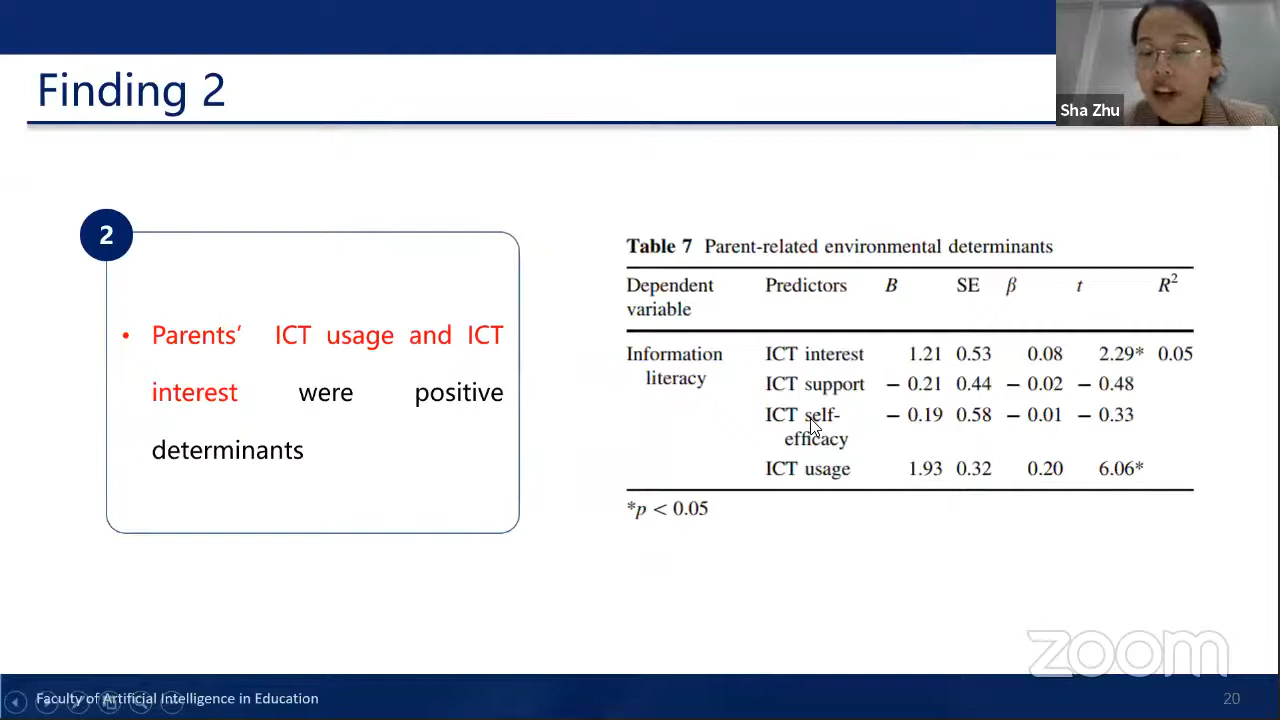 Finding 2
Sha Zhu
2
• Parents’ ICT usage and ICT
interest were positive
determinants
Table 7 Parent-related environmental determinants
Dependent variable Predictors B SE β t R²
Information literacy ICT interest 1.21 0.53 0.08 2.29* 0.05
ICT support − 0.21 0.44 − 0.02 − 0.48
ICT self-efficacy − 0.19 0.58 − 0.01 − 0.33
ICT usage 1.93 0.32 0.20 6.06*
*p < 0.05
zoom
Faculty of Artificial Intelligence in Education
20